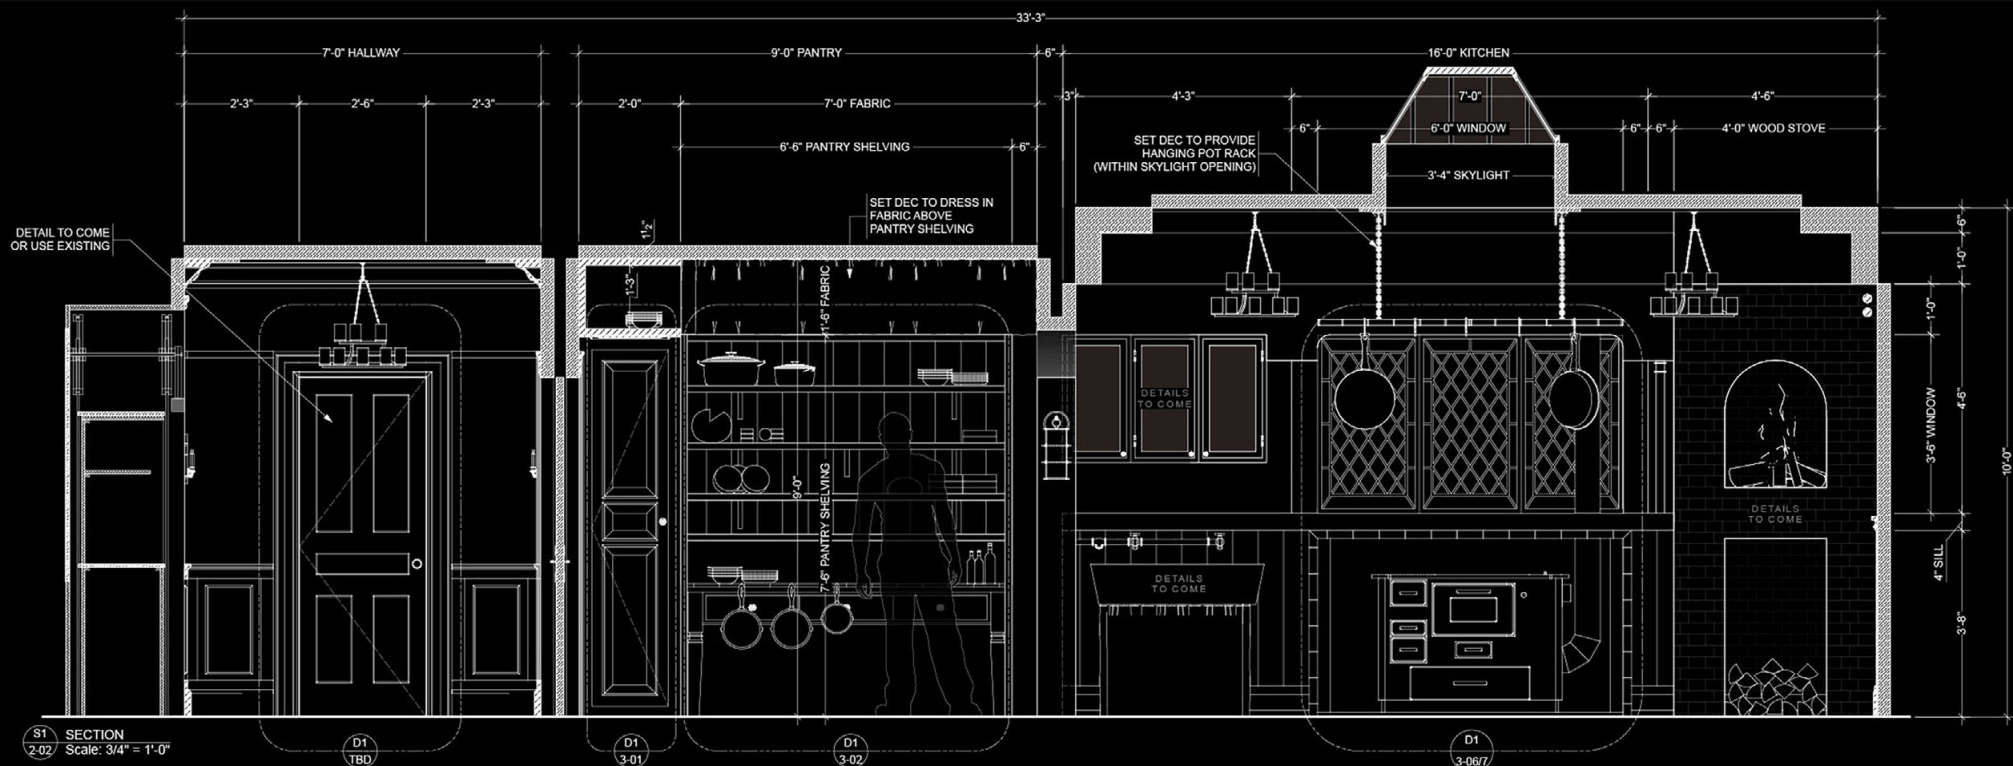 33'-3"
7'-0" HALLWAY
9'-0" PANTRY
6"
16'-0" KITCHEN
2'-3"
2'-6"
2'-3"
2'-0"
7'-0" FABRIC
3"
4'-3"
7'-0"
4'-6"
6"
6'-0" WINDOW
6"
6"
4'-0" WOOD STOVE
6'-6" PANTRY SHELVING
6"
SET DEC TO PROVIDE
HANGING POT RACK
(WITHIN SKYLIGHT OPENING)
3'-4" SKYLIGHT
SET DEC TO DRESS IN
FABRIC ABOVE
PANTRY SHELVING
DETAIL TO COME
OR USE EXISTING
1'-3"
1'-6" FABRIC
9'-0"
7'-6" PANTRY SHELVING
6"
1'-0"
1'-0"
3'-6" WINDOW
4'-6"
10'-0"
4" SILL
3'-8"
DETAILS
TO COME
DETAILS
TO COME
DETAILS
TO COME
S1
2-02
SECTION
Scale: 3/4" = 1'-0"
D1
TBD
D1
3-01
D1
3-02
D1
3-06/7